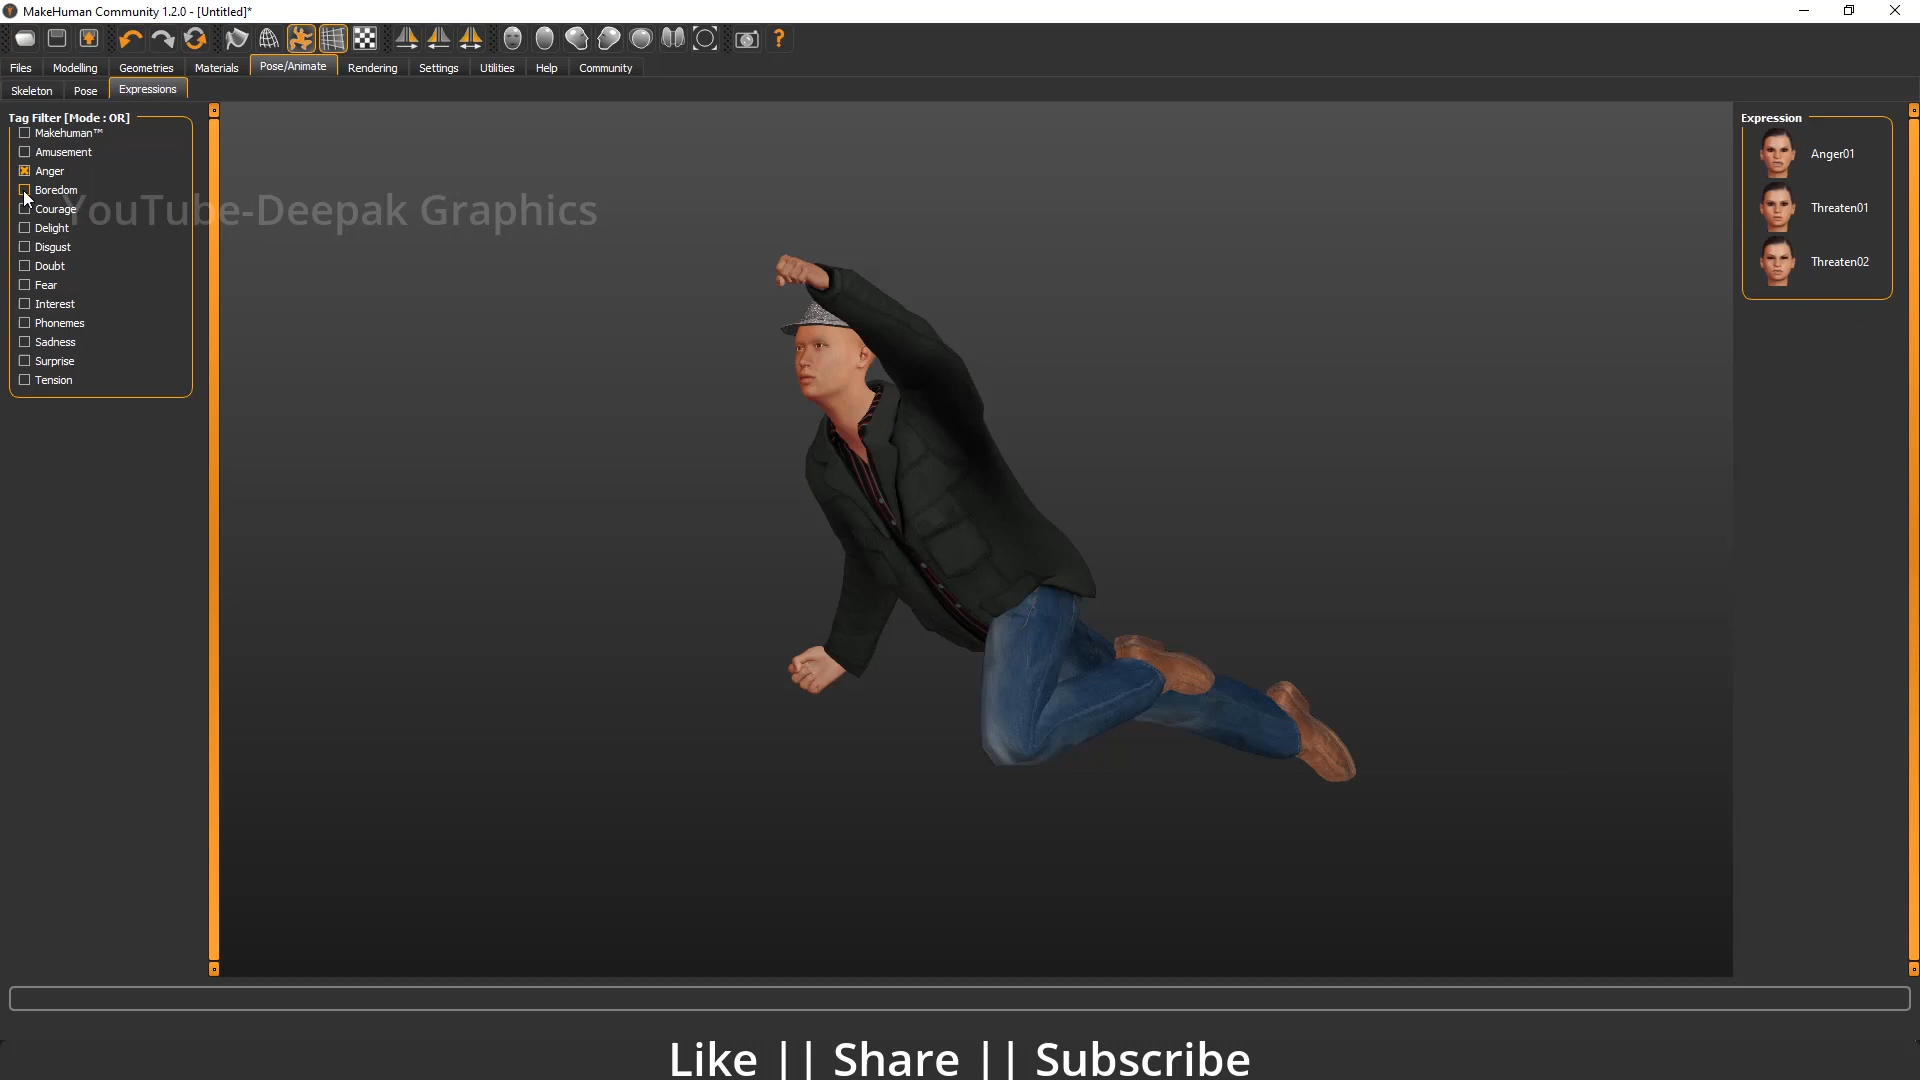 MakeHuman Community 1.2.0 - [Untitled]*
Files Modelling Geometries Materials Pose/Animate Rendering Settings Utilities Help Community
Skeleton Pose Expressions
Tag Filter [Mode : OR]
Makehuman™
Amusement
Anger
Boredom
Courage
Delight
Disgust
Doubt
Fear
Interest
Phonemes
Sadness
Surprise
Tension
YouTube-Deepak Graphics
Expression
Anger01
Threaten01
Threaten02
Like || Share || Subscribe